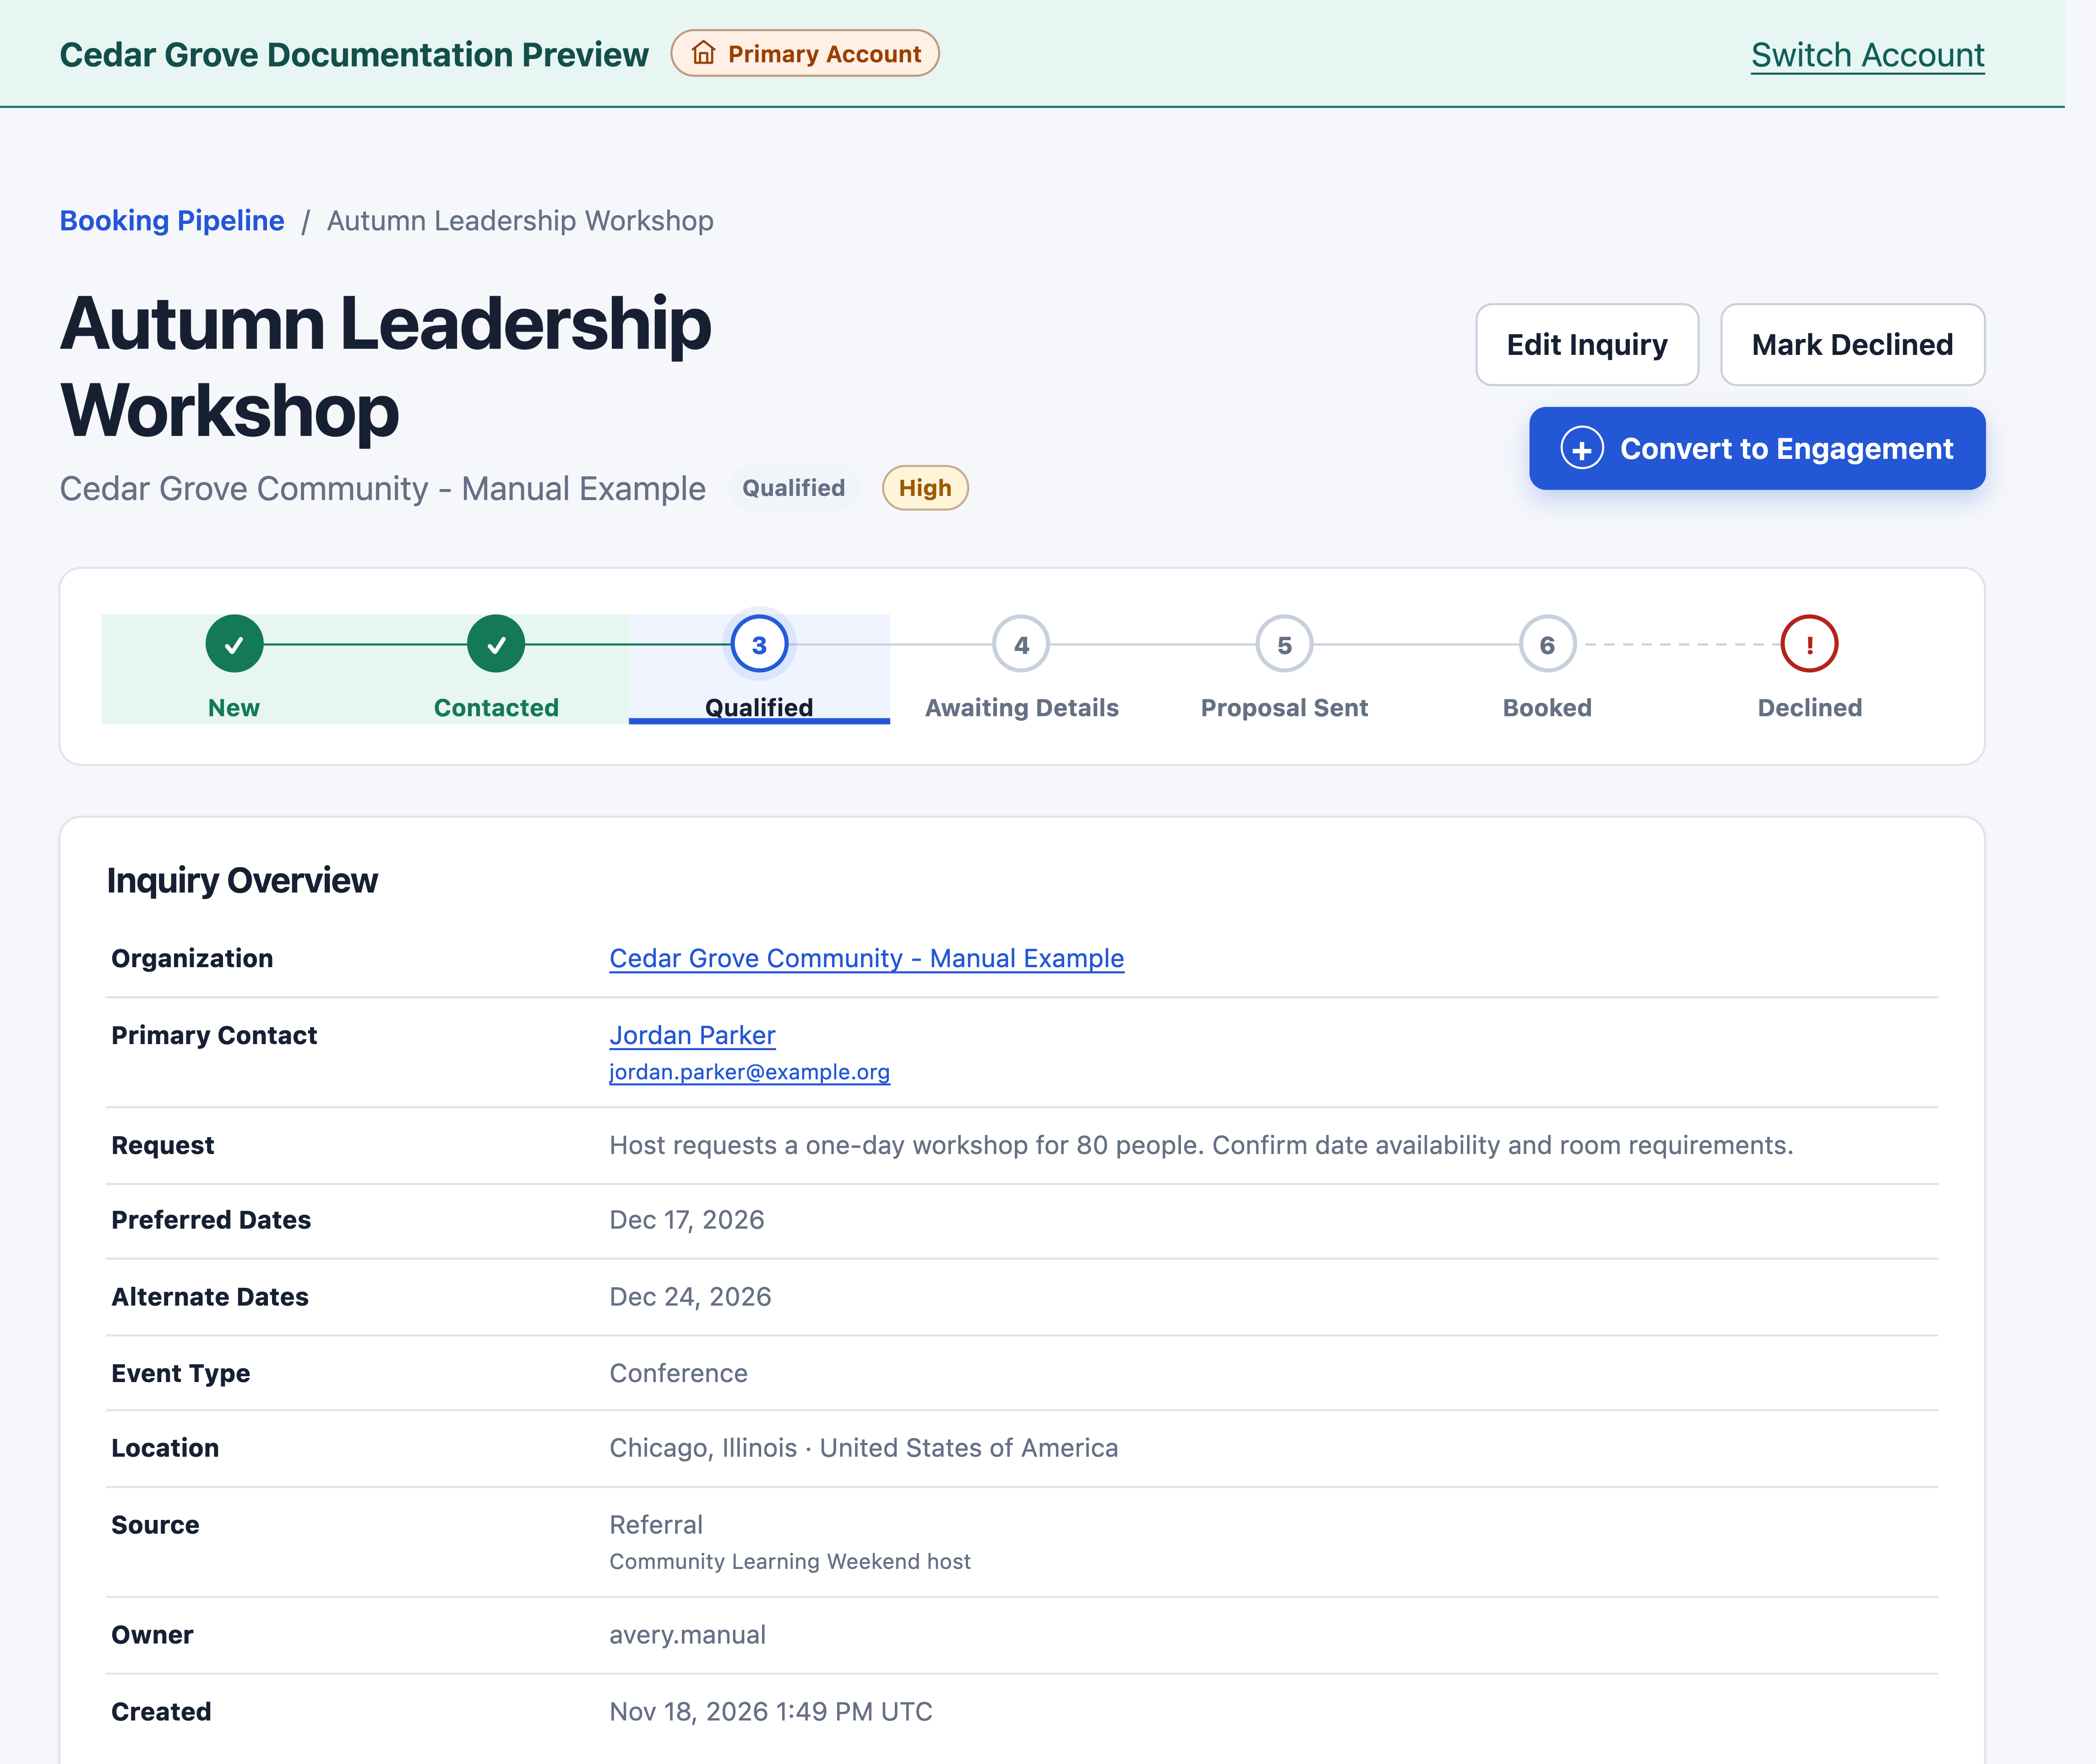 Cedar Grove Documentation Preview Primary Account Switch Account
Booking Pipeline / Autumn Leadership Workshop
Autumn Leadership
Workshop
Edit Inquiry Mark Declined
+ Convert to Engagement
Cedar Grove Community - Manual Example Qualified High
3 4 5 6 !
New Contacted Qualified Awaiting Details Proposal Sent Booked Declined
Inquiry Overview
Organization Cedar Grove Community - Manual Example
Primary Contact Jordan Parker
jordan.parker@example.org
Request Host requests a one-day workshop for 80 people. Confirm date availability and room requirements.
Preferred Dates Dec 17, 2026
Alternate Dates Dec 24, 2026
Event Type Conference
Location Chicago, Illinois · United States of America
Source Referral
Community Learning Weekend host
Owner avery.manual
Created Nov 18, 2026 1:49 PM UTC